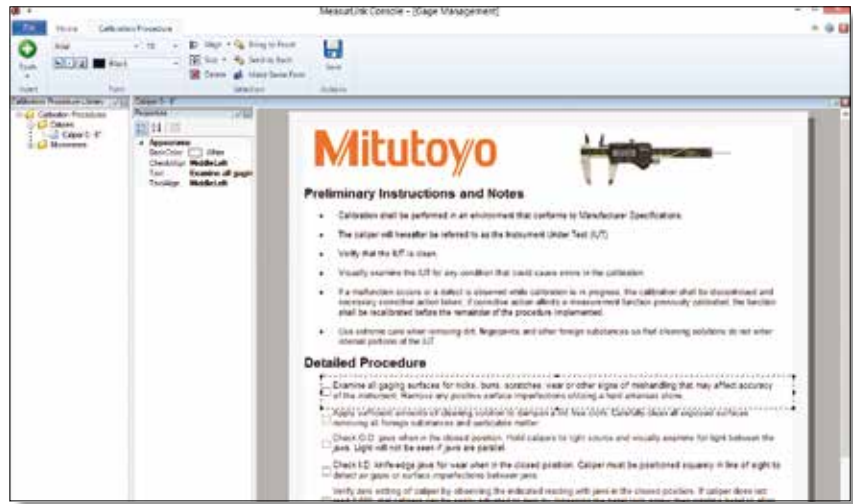 MeasurLink Console - [Gage Management]
File Home Calibration Procedure
Arial 10 Align Bring to Front
Tools Black Size Send to Back Save
Delete Make Same Font
Insert Font Actions
Calibration Procedure Library Caliper 0 - 6"
Calibration Procedures Properties
Calipers
Caliper 0 - 6" Appearance
Micrometers BackColor White
CheckAlign MiddleLeft
Text Examine all gagin
TextAlign MiddleLeft
Mitutoyo
Preliminary Instructions and Notes
• Calibration shall be performed in an environment that conforms to Manufacturer Specifications.
• The caliper will hereafter be referred to as the Instrument Under Test (IUT)
• Verify that the IUT is clean.
• Visually examine the IUT for any condition that could cause errors in the calibration.
• If a malfunction occurs or a defect is observed while calibration is in progress, the calibration shall be discontinued and
necessary corrective action taken; if corrective action affects a measurement function previously calibrated, the function
shall be recalibrated before the remainder of the procedure implemented.
• Use extreme care when removing dirt, fingerprints and other foreign substances so that cleaning solutions do not enter
internal portions of the IUT
Detailed Procedure
Examine all gaging surfaces for nicks, burrs, scratches, wear or other signs of mishandling that may affect accuracy
of the instrument. Remove any positive surface imperfections utilizing a hard arkansas stone.
Apply sufficient amounts of cleaning solution to dampen a lint free cloth. Carefully clean all exposed surfaces
removing all foreign substances and particulate matter.
Check O.D. jaws when in the closed position. Hold calipers to light source and visually examine for light between the
jaws. Light will not be seen if jaws are parallel.
Check I.D. knife-edge jaws for wear when in the closed position. Caliper must be positioned squarely in line of sight to
detect air gaps or surface imperfections between jaws.
Verify zero setting of caliper by observing the indicated reading with jaws in the closed position. If caliper does not